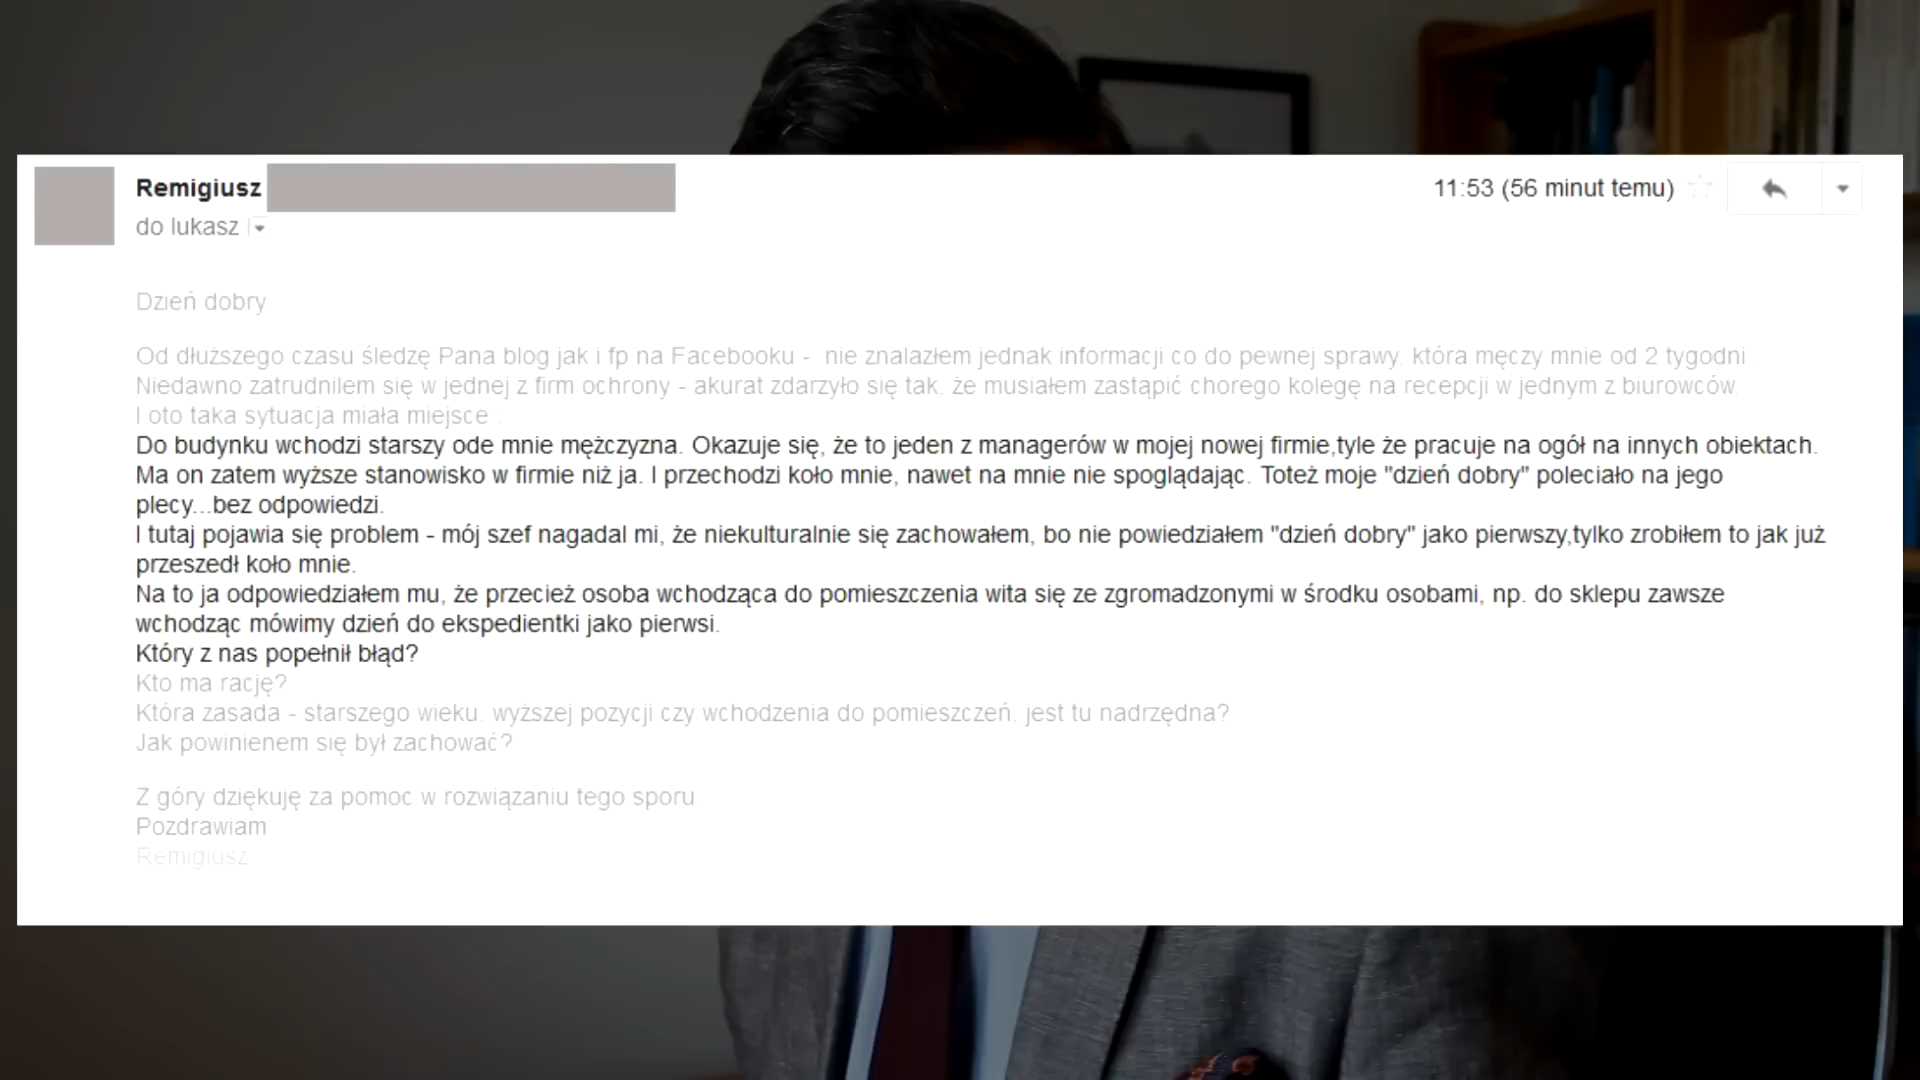 Remigiusz
11:53 (56 minut temu)
do lukasz
Dzień dobry
Od dłuższego czasu śledzę Pana blog jak i fp na Facebooku - nie znalazłem jednak informacji co do pewnej sprawy, która męczy mnie od 2 tygodni
Niedawno zatrudnilem się w jednej z firm ochrony - akurat zdarzyło się tak, że musiałem zastąpić chorego kolegę na recepcji w jednym z biurowców.
I oto taka sytuacja miała miejsce :
Do budynku wchodzi starszy ode mnie mężczyzna. Okazuje się, że to jeden z managerów w mojej nowej firmie,tyle że pracuje na ogół na innych obiektach.
Ma on zatem wyższe stanowisko w firmie niż ja. I przechodzi koło mnie, nawet na mnie nie spoglądając. Toteż moje "dzień dobry" poleciało na jego
plecy...bez odpowiedzi.
I tutaj pojawia się problem - mój szef nagadal mi, że niekulturalnie się zachowałem, bo nie powiedziałem "dzień dobry" jako pierwszy,tylko zrobiłem to jak już
przeszedł koło mnie.
Na to ja odpowiedziałem mu, że przecież osoba wchodząca do pomieszczenia wita się ze zgromadzonymi w środku osobami, np. do sklepu zawsze
wchodząc mówimy dzień do ekspedientki jako pierwsi.
Który z nas popełnił błąd?
Kto ma rację?
Która zasada - starszego wieku, wyższej pozycji czy wchodzenia do pomieszczeń, jest tu nadrzędna?
Jak powinienem się był zachować?
Z góry dziękuję za pomoc w rozwiązaniu tego sporu
Pozdrawiam
Remigiusz